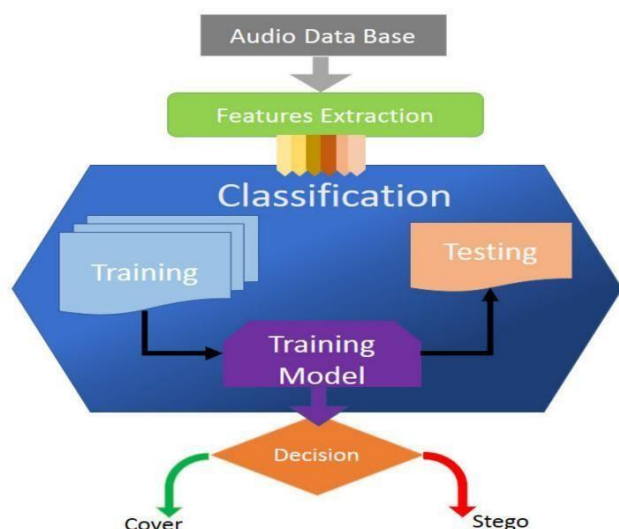 Audio Data Base
Features Extraction
Classification
Training
Testing
Training
Model
Decision
Cover
Stego